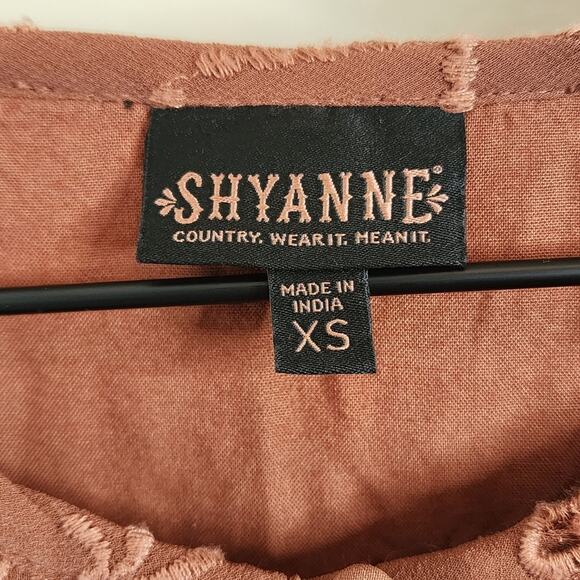 SHYANNE®
COUNTRY. WEAR IT. MEAN IT.
MADE IN
INDIA
XS